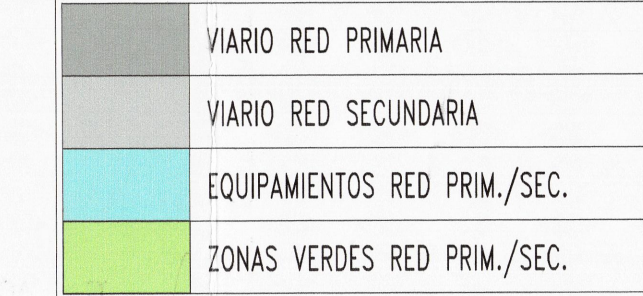 VIARIO RED PRIMARIA
VIARIO RED SECUNDARIA
EQUIPAMIENTOS RED PRIM./SEC.
ZONAS VERDES RED PRIM./SEC.